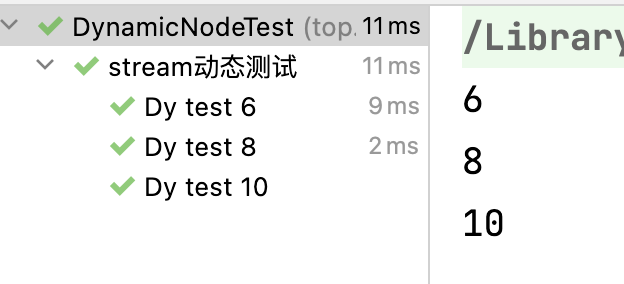 DynamicNodeTest (top. 11 ms
stream动态测试 11 ms
Dy test 6 9 ms
Dy test 8 2 ms
Dy test 10
/Library
6
8
10